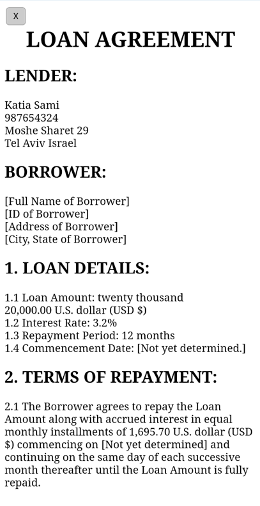 X
LOAN AGREEMENT
LENDER:
Katia Sami
987654324
Moshe Sharet 29
Tel Aviv Israel
BORROWER:
[Full Name of Borrower]
[ID of Borrower]
[Address of Borrower]
[City, State of Borrower]
1. LOAN DETAILS:
1.1 Loan Amount: twenty thousand
20,000.00 U.S. dollar (USD $)
1.2 Interest Rate: 3.2%
1.3 Repayment Period: 12 months
1.4 Commencement Date: [Not yet determined.]
2. TERMS OF REPAYMENT:
2.1 The Borrower agrees to repay the Loan
Amount along with accrued interest in equal
monthly installments of 1,695.70 U.S. dollar (USD
$) commencing on [Not yet determined] and
continuing on the same day of each successive
month thereafter until the Loan Amount is fully
repaid.